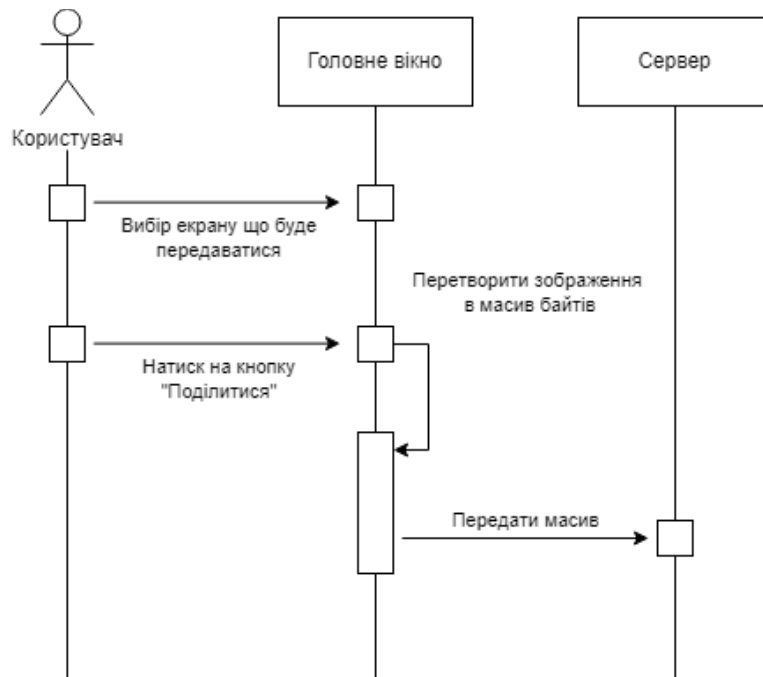 Головне вікно
Сервер
Користувач
Вибір екрану що буде
передаватися
Перетворити зображення
в масив байтів
Натиск на кнопку
"Поділитися"
Передати масив